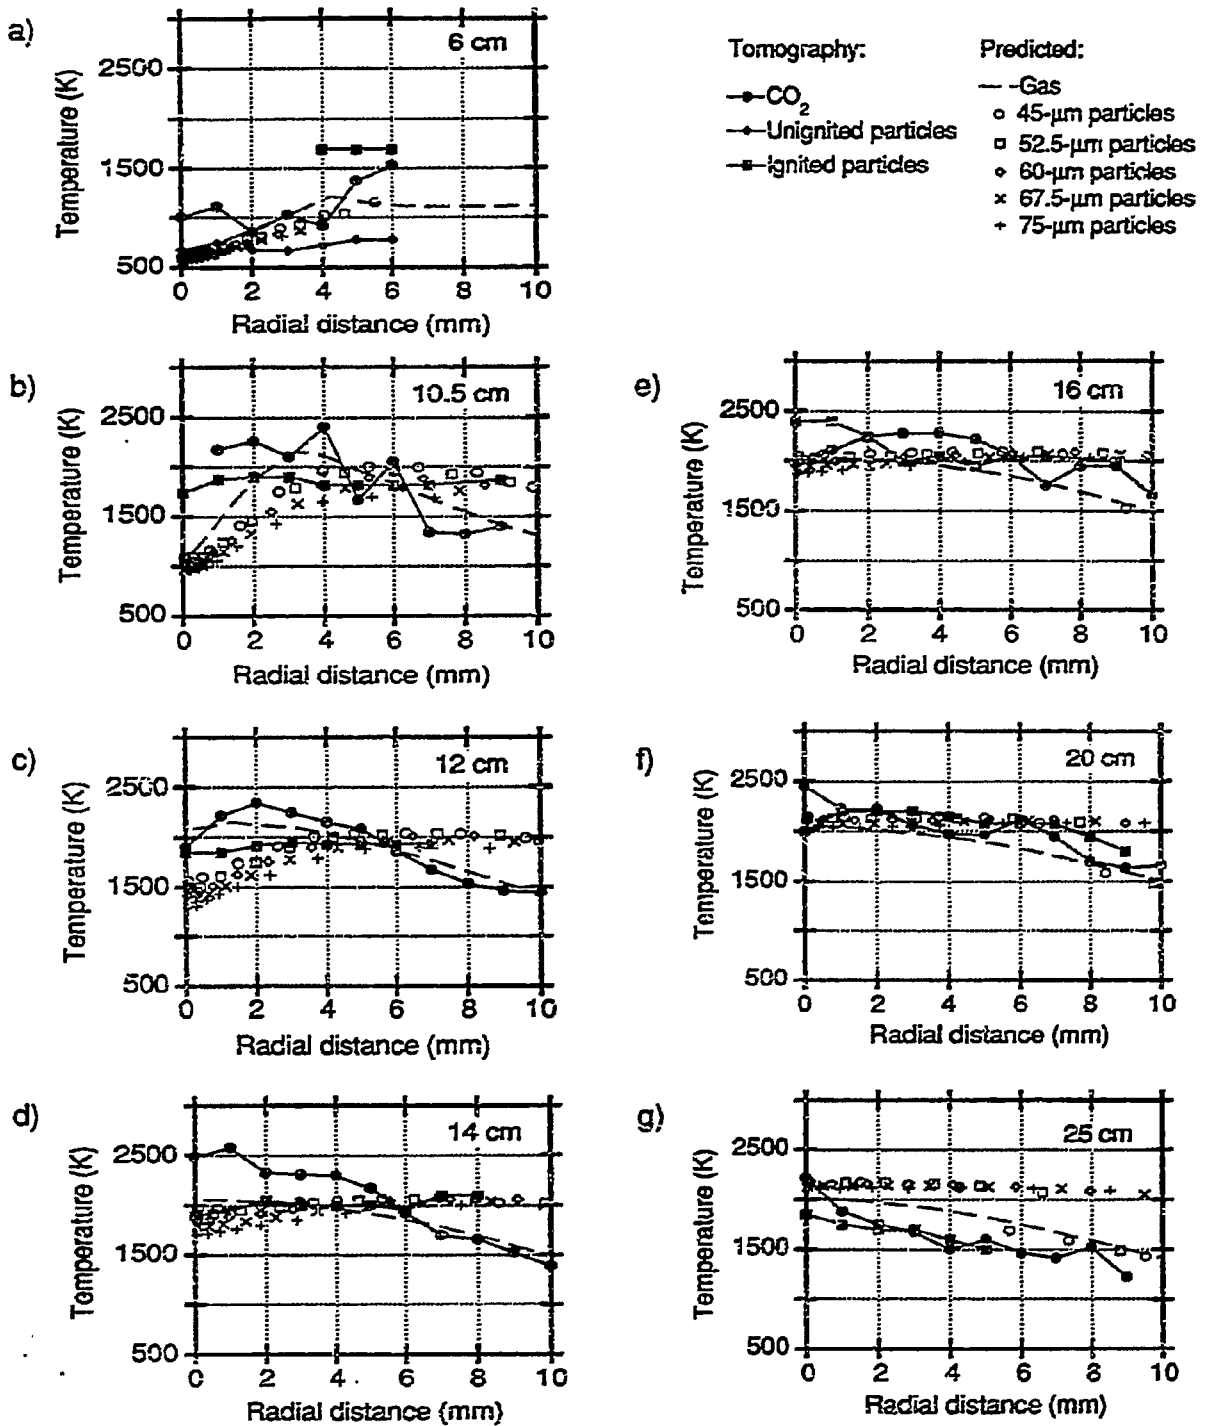 a)
6 cm
Temperature (K)
2500
1500
500
0 2 4 6 8 10
Radial distance (mm)
Tomography:
CO2
Unignited particles
Ignited particles
Predicted:
Gas
45-µm particles
52.5-µm particles
60-µm particles
67.5-µm particles
75-µm particles
b)
10.5 cm
Temperature (K)
2500
1500
500
0 2 4 6 8 10
Radial distance (mm)
e)
16 cm
Temperature (K)
2500
1500
500
0 2 4 6 8 10
Radial distance (mm)
c)
12 cm
Temperature (K)
2500
1500
500
0 2 4 6 8 10
Radial distance (mm)
f)
20 cm
Temperature (K)
2500
1500
500
0 2 4 6 8 10
Radial distance (mm)
d)
14 cm
Temperature (K)
2500
1500
500
0 2 4 6 8 10
Radial distance (mm)
g)
25 cm
Temperature (K)
2500
1500
500
0 2 4 6 8 10
Radial distance (mm)